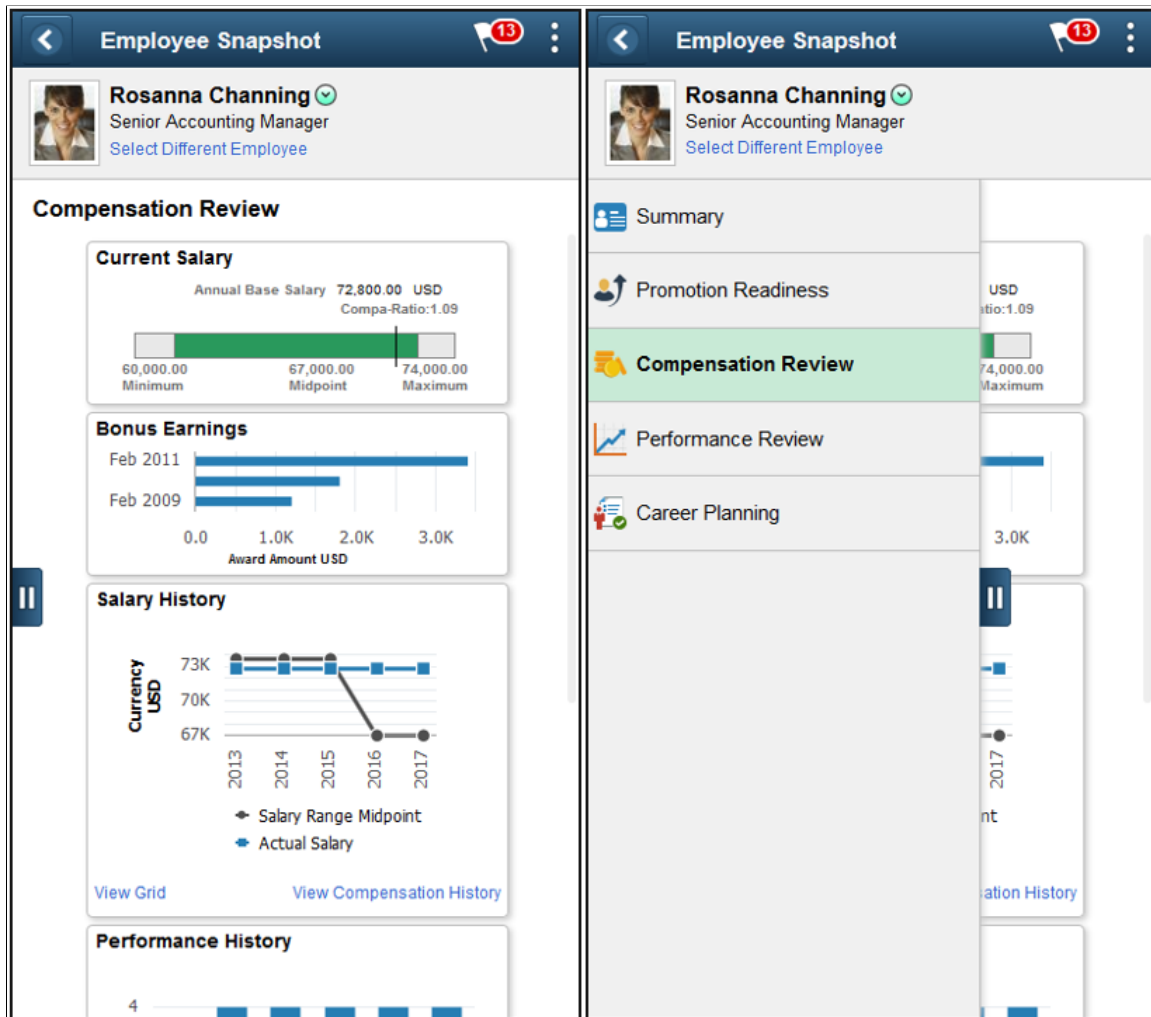 Employee Snapshot
13
Rosanna Channing
Senior Accounting Manager
Select Different Employee
Compensation Review
Current Salary
Annual Base Salary 72,800.00 USD
Compa-Ratio:1.09
60,000.00 67,000.00 74,000.00
Minimum Midpoint Maximum
Bonus Earnings
Feb 2011
Feb 2009
0.0 1.0K 2.0K 3.0K
Award Amount USD
Salary History
Currency
USD
73K
70K
67K
2013 2014 2015 2016 2017
Salary Range Midpoint
Actual Salary
View Grid View Compensation History
Performance History
4
Employee Snapshot
13
Rosanna Channing
Senior Accounting Manager
Select Different Employee
Summary
Promotion Readiness
Compensation Review
Performance Review
Career Planning
USD
tio:1.09
74,000.00
Maximum
3.0K
2017
nt
ation History